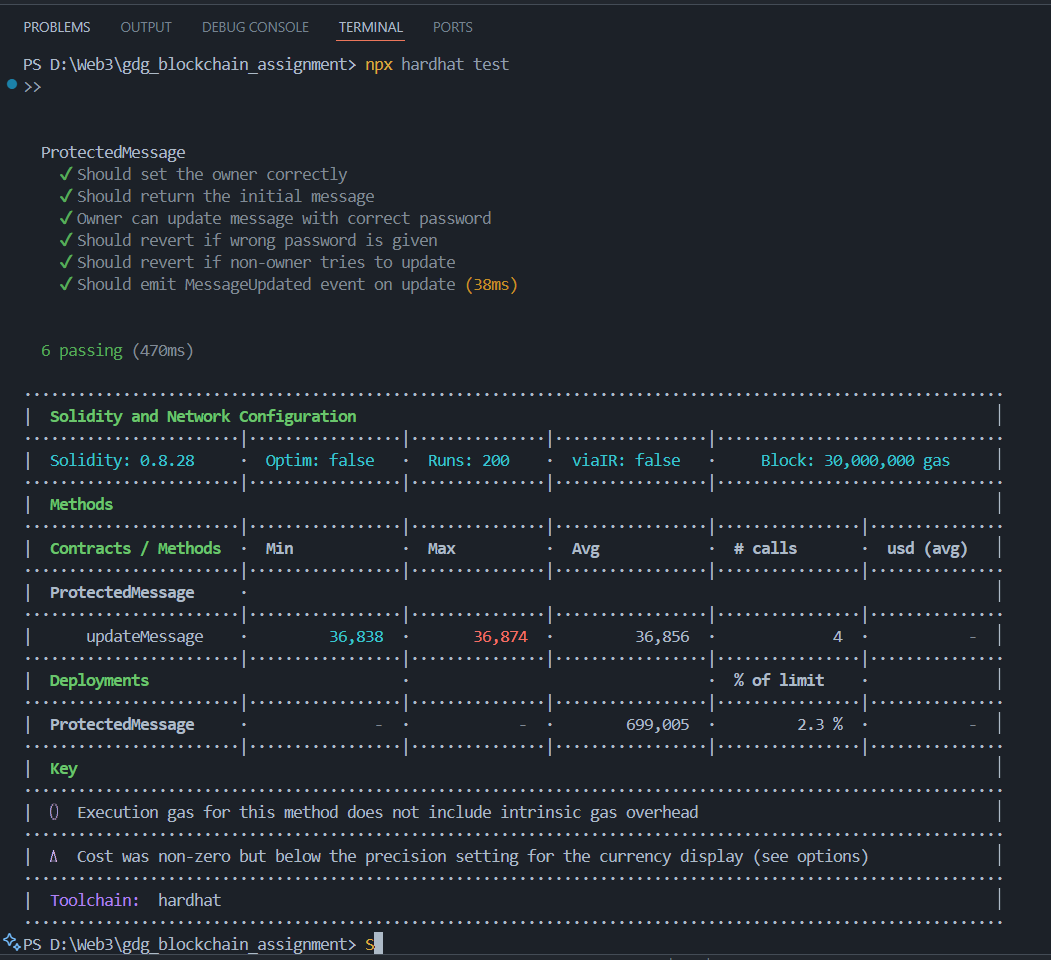 PROBLEMS OUTPUT DEBUG CONSOLE TERMINAL PORTS
PS D:\Web3\gdg_blockchain_assignment> npx hardhat test
>>
ProtectedMessage
✓ Should set the owner correctly
✓ Should return the initial message
✓ Owner can update message with correct password
✓ Should revert if wrong password is given
✓ Should revert if non-owner tries to update
✓ Should emit MessageUpdated event on update (38ms)
6 passing (470ms)
| Solidity and Network Configuration |
| Solidity: 0.8.28 · Optim: false · Runs: 200 · viaIR: false · Block: 30,000,000 gas |
| Methods |
| Contracts / Methods · Min · Max · Avg · # calls · usd (avg) |
| ProtectedMessage · |
| updateMessage · 36,838 · 36,874 · 36,856 · 4 · - |
| Deployments · · % of limit · |
| ProtectedMessage · - · - · 699,005 · 2.3 % · - |
| Key |
| ◯ Execution gas for this method does not include intrinsic gas overhead |
| △ Cost was non-zero but below the precision setting for the currency display (see options) |
| Toolchain: hardhat |
PS D:\Web3\gdg_blockchain_assignment> S